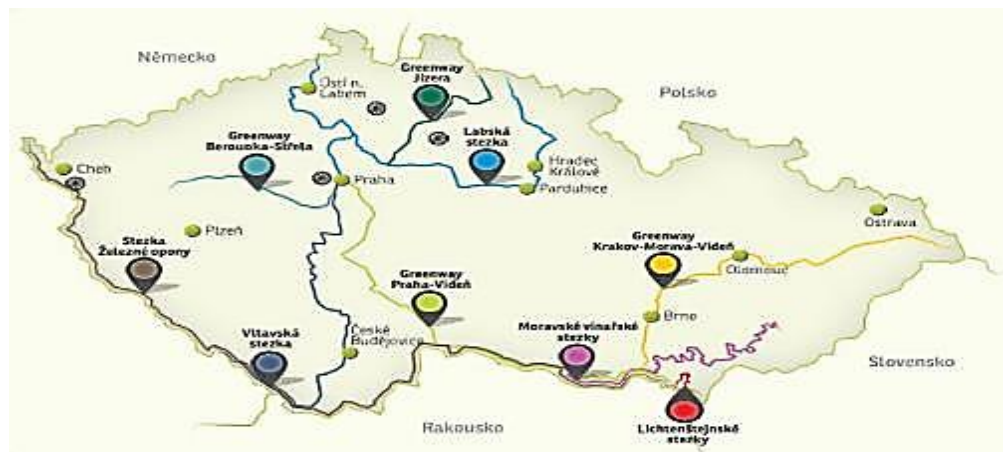 Německo
Greenway
Jizera
Ústí n.
Labem
Polsko
Greenway
Berounka-Střela
Labská
stezka
Hradec
Králové
Cheb
Praha
Pardubice
Plzeň
Ostrava
Stezka
Železné opony
Greenway
Krakov-Morava-Vídeň
Olomouc
Greenway
Praha-Vídeň
Brno
Vltavská
stezka
České
Budějovice
Moravské vinařské
stezky
Slovensko
Rakousko
Lichtenštejnské
stezky